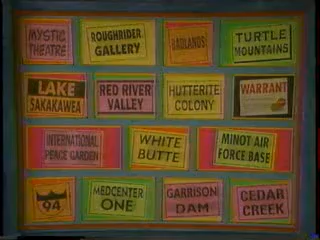 MYSTIC
THEATRE
ROUGHRIDER
GALLERY
BADLANDS
TURTLE
MOUNTAINS
LAKE
SAKAKAWEA
RED RIVER
VALLEY
HUTTERITE
COLONY
WARRANT
INTERNATIONAL
PEACE GARDEN
WHITE
BUTTE
MINOT AIR
FORCE BASE
94
MEDCENTER
ONE
GARRISON
DAM
CEDAR
CREEK